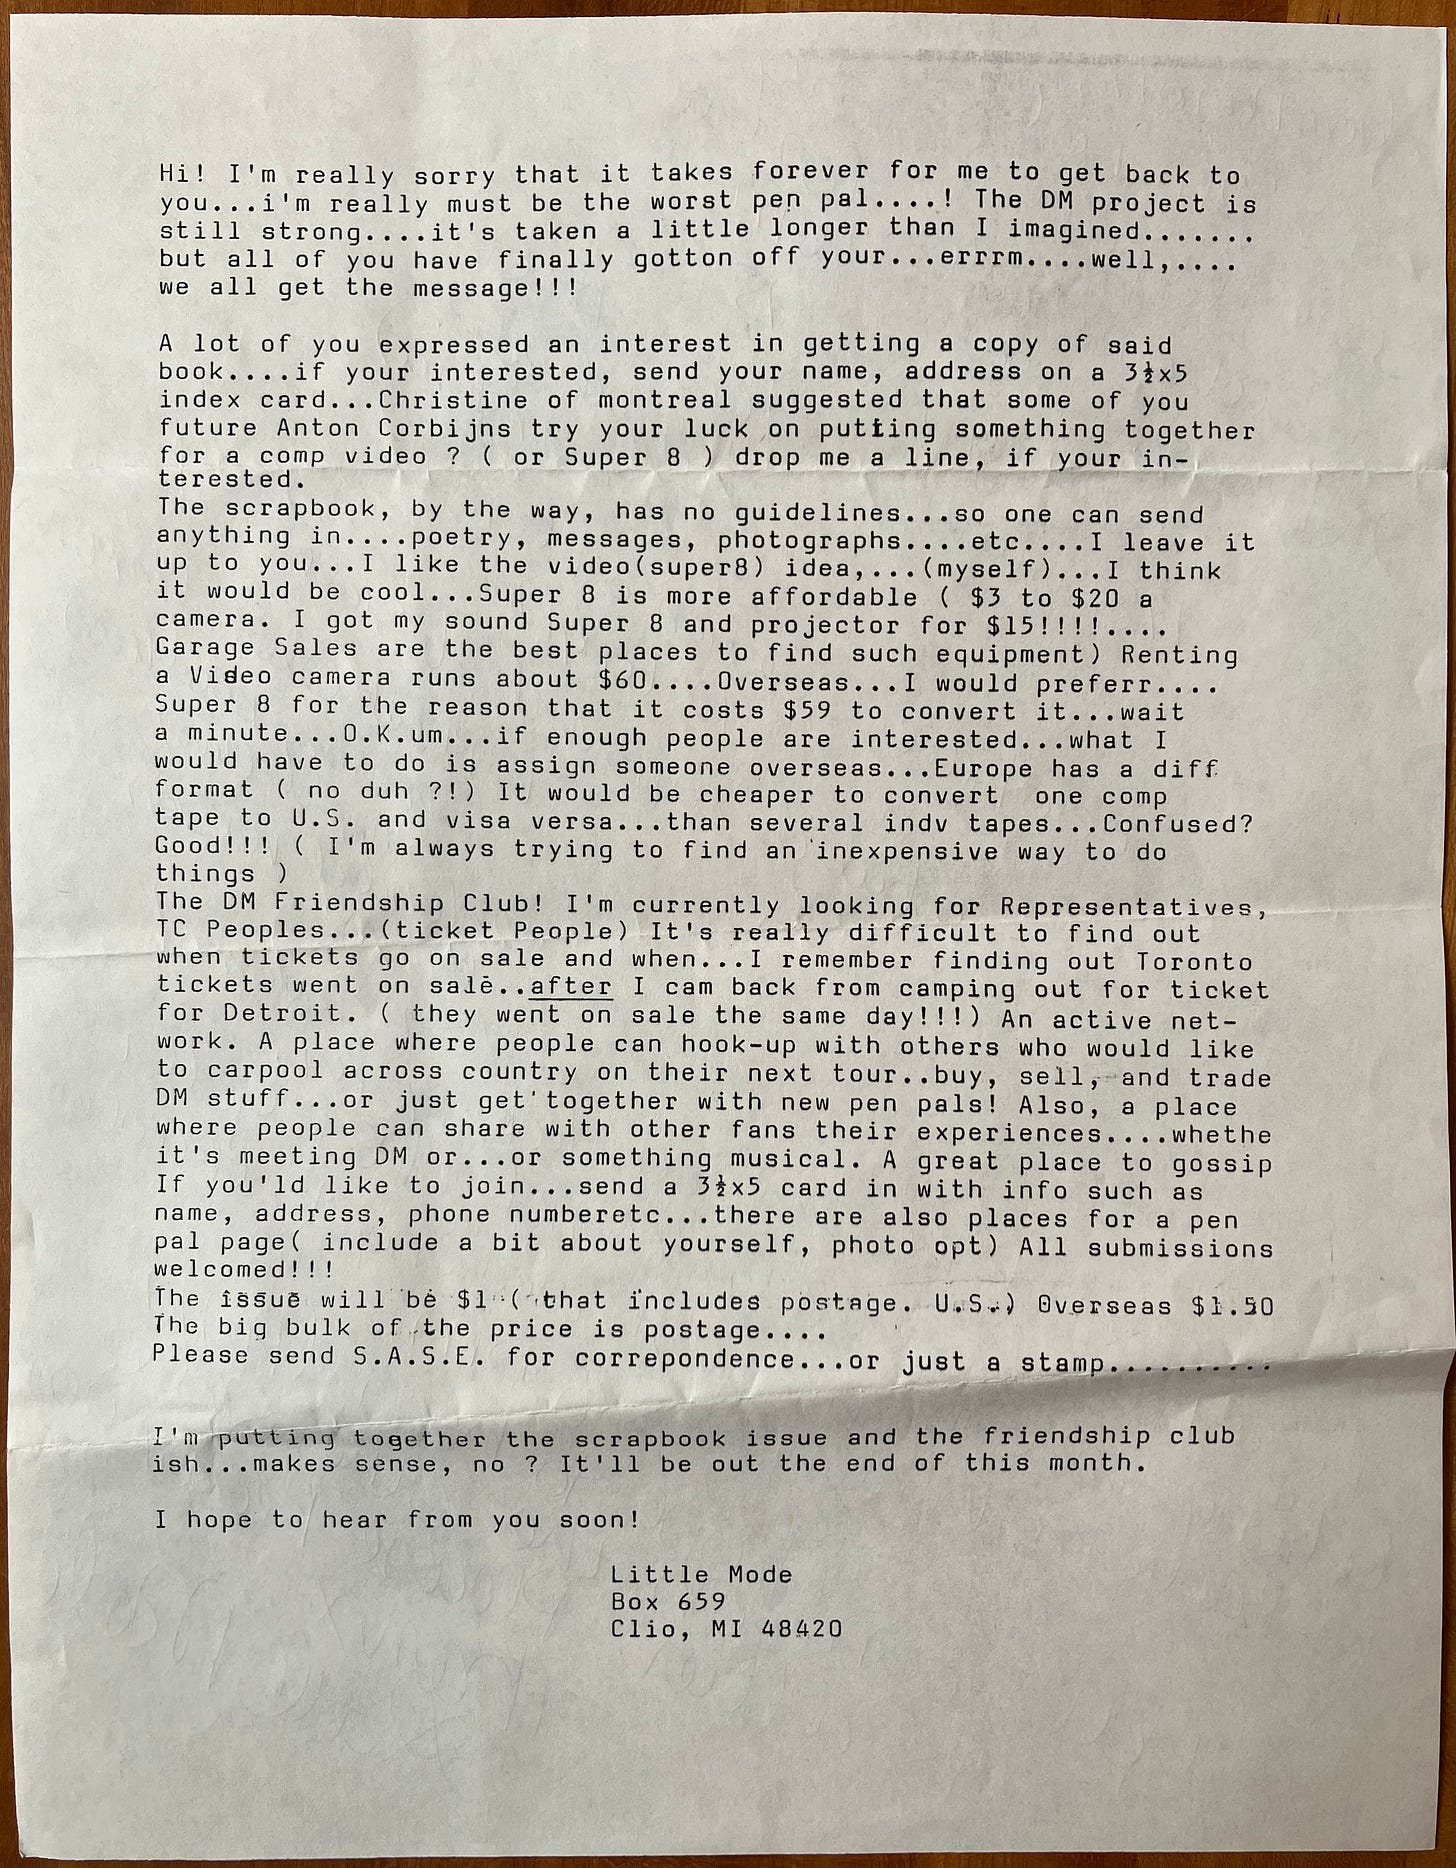 Hi! I'm really sorry that it takes forever for me to get back to
you...i'm really must be the worst pen pal....! The DM project is
still strong....it's taken a little longer than I imagined.......
but all of you have finally gotton off your...errrm....well,....
we all get the message!!!
A lot of you expressed an interest in getting a copy of said
book....if your interested, send your name, address on a 3½x5
index card...Christine of montreal suggested that some of you
future Anton Corbijns try your luck on putting something together
for a comp video ? ( or Super 8 ) drop me a line, if your in-
terested.
The scrapbook, by the way, has no guidelines...so one can send
anything in....poetry, messages, photographs....etc....I leave it
up to you...I like the video(super8) idea,...(myself)...I think
it would be cool...Super 8 is more affordable ( $3 to $20 a
camera. I got my sound Super 8 and projector for $15!!!!....
Garage Sales are the best places to find such equipment) Renting
a Video camera runs about $60....Overseas...I would preferr....
Super 8 for the reason that it costs $59 to convert it...wait
a minute...O.K.um...if enough people are interested...what I
would have to do is assign someone overseas...Europe has a diff
format ( no duh ?!) It would be cheaper to convert  one comp
tape to U.S. and visa versa...than several indv tapes...Confused?
Good!!! ( I'm always trying to find an inexpensive way to do
things )
The DM Friendship Club! I'm currently looking for Representatives,
TC Peoples...(ticket People) It's really difficult to find out
when tickets go on sale and when...I remember finding out Toronto
tickets went on sale..after I cam back from camping out for ticket
for Detroit. ( they went on sale the same day!!!) An active net-
work. A place where people can hook-up with others who would like
to carpool across country on their next tour..buy, sell, and trade
DM stuff...or just get together with new pen pals! Also, a place
where people can share with other fans their experiences....whethe
it's meeting DM or...or something musical. A great place to gossip
If you'ld like to join...send a 3½x5 card in with info such as
name, address, phone numberetc...there are also places for a pen
pal page( include a bit about yourself, photo opt) All submissions
welcomed!!!
The issue will be $1 ( that includes postage. U.S.) Overseas $1.50
The big bulk of the price is postage....
Please send S.A.S.E. for correpondence...or just a stamp..........
I'm putting together the scrapbook issue and the friendship club
ish...makes sense, no ? It'll be out the end of this month.
I hope to hear from you soon!
Little Mode
Box 659
Clio, MI 48420